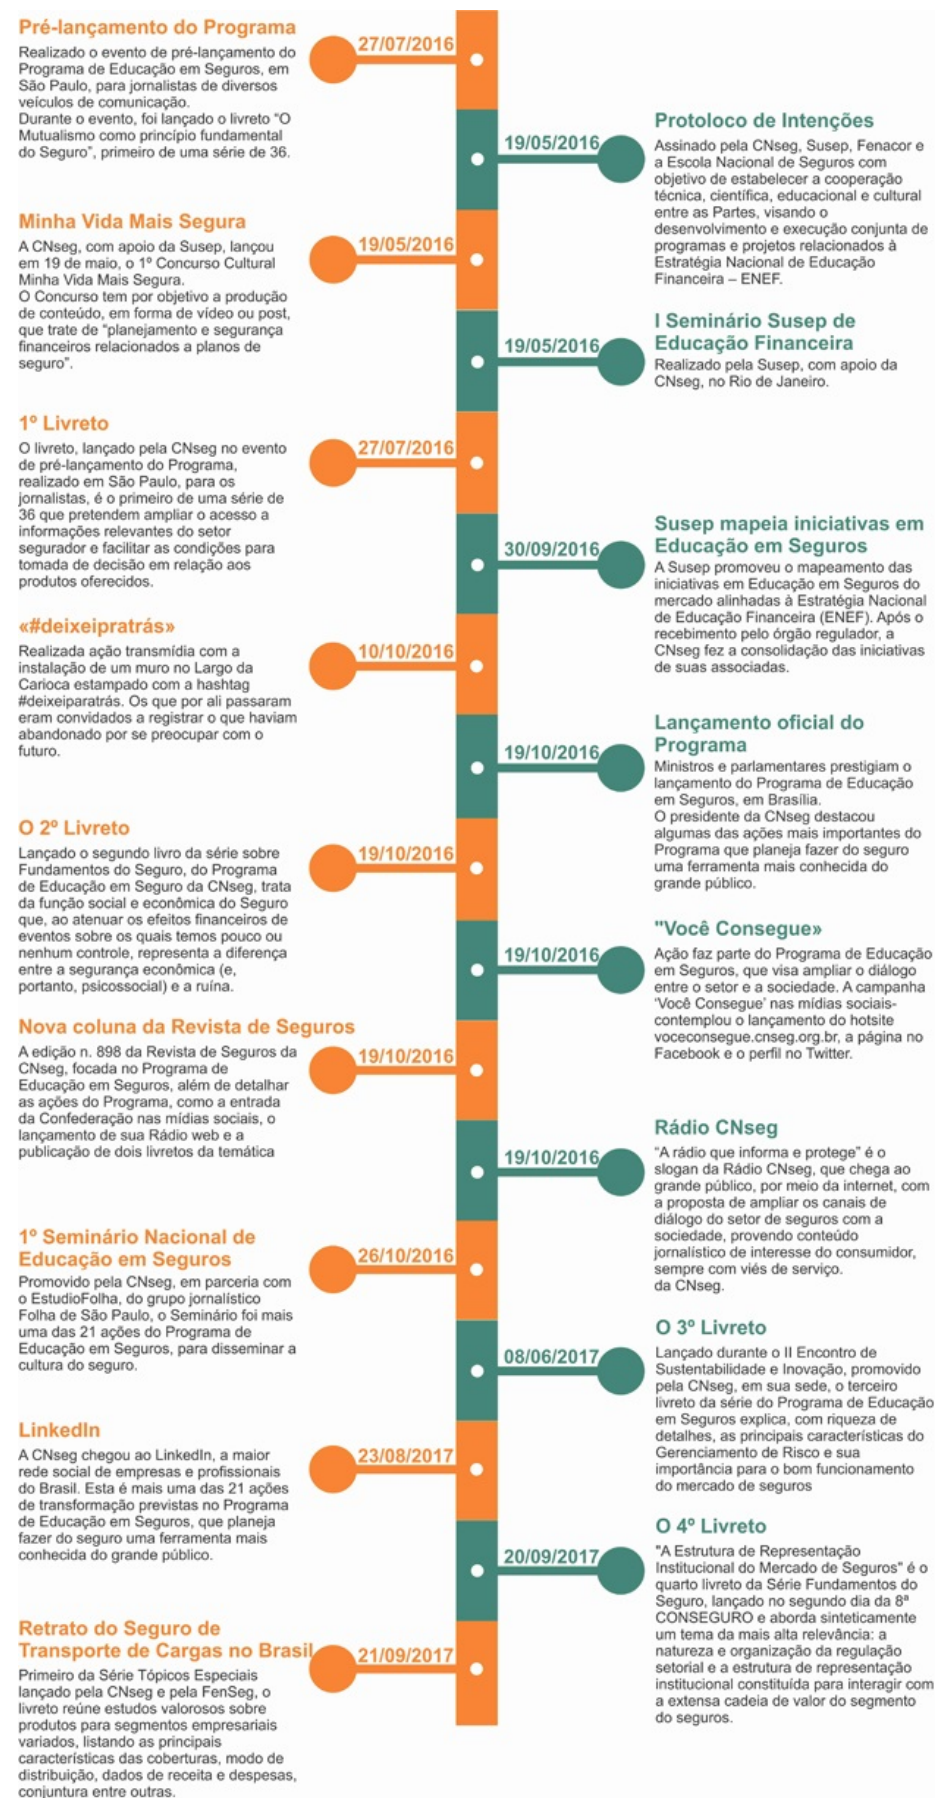 Pré-lançamento do Programa
27/07/2016
Realizado o evento de pré-lançamento do
Programa de Educação em Seguros, em
São Paulo, para jornalistas de diversos
veículos de comunicação.
Durante o evento, foi lançado o livreto “O
Mutualismo como princípio fundamental
do Seguro”, primeiro de uma série de 36.
Protoloco de Intenções
19/05/2016
Assinado pela CNseg, Susep, Fenacor e
a Escola Nacional de Seguros com
objetivo de estabelecer a cooperação
técnica, científica, educacional e cultural
entre as Partes, visando o
desenvolvimento e execução conjunta de
programas e projetos relacionados à
Estratégia Nacional de Educação
Financeira – ENEF.
Minha Vida Mais Segura
19/05/2016
A CNseg, com apoio da Susep, lançou
em 19 de maio, o 1º Concurso Cultural
Minha Vida Mais Segura.
O Concurso tem por objetivo a produção
de conteúdo, em forma de vídeo ou post,
que trate de “planejamento e segurança
financeiros relacionados a planos de
seguro”.
I Seminário Susep de
Educação Financeira
19/05/2016
Realizado pela Susep, com apoio da
CNseg, no Rio de Janeiro.
1º Livreto
27/07/2016
O livreto, lançado pela CNseg no evento
de pré-lançamento do Programa,
realizado em São Paulo, para os
jornalistas, é o primeiro de uma série de
36 que pretendem ampliar o acesso a
informações relevantes do setor
segurador e facilitar as condições para
tomada de decisão em relação aos
produtos oferecidos.
Susep mapeia iniciativas em
Educação em Seguros
30/09/2016
A Susep promoveu o mapeamento das
iniciativas em Educação em Seguros do
mercado alinhadas à Estratégia Nacional
de Educação Financeira (ENEF). Após o
recebimento pelo órgão regulador, a
CNseg fez a consolidação das iniciativas
de suas associadas.
«#deixeipratrás»
10/10/2016
Realizada ação transmídia com a
instalação de um muro no Largo da
Carioca estampado com a hashtag
#deixeiparatrás. Os que por ali passaram
eram convidados a registrar o que haviam
abandonado por se preocupar com o
futuro.
Lançamento oficial do
Programa
19/10/2016
Ministros e parlamentares prestigiam o
lançamento do Programa de Educação
em Seguros, em Brasília.
O presidente da CNseg destacou
algumas das ações mais importantes do
Programa que planeja fazer do seguro
uma ferramenta mais conhecida do
grande público.
O 2º Livreto
19/10/2016
Lançado o segundo livro da série sobre
Fundamentos do Seguro, do Programa
de Educação em Seguro da CNseg, trata
da função social e econômica do Seguro
que, ao atenuar os efeitos financeiros de
eventos sobre os quais temos pouco ou
nenhum controle, representa a diferença
entre a segurança econômica (e,
portanto, psicossocial) e a ruína.
"Você Consegue»
19/10/2016
Ação faz parte do Programa de Educação
em Seguros, que visa ampliar o diálogo
entre o setor e a sociedade. A campanha
‘Você Consegue’ nas mídias sociais-
contemplou o lançamento do hotsite
voceconsegue.cnseg.org.br, a página no
Facebook e o perfil no Twitter.
Nova coluna da Revista de Seguros
19/10/2016
A edição n. 898 da Revista de Seguros da
CNseg, focada no Programa de
Educação em Seguros, além de detalhar
as ações do Programa, como a entrada
da Confederação nas mídias sociais, o
lançamento de sua Rádio web e a
publicação de dois livretos da temática
Rádio CNseg
19/10/2016
“A rádio que informa e protege” é o
slogan da Rádio CNseg, que chega ao
grande público, por meio da internet, com
a proposta de ampliar os canais de
diálogo do setor de seguros com a
sociedade, provendo conteúdo
jornalístico de interesse do consumidor,
sempre com viés de serviço.
da CNseg.
1º Seminário Nacional de
Educação em Seguros
26/10/2016
Promovido pela CNseg, em parceria com
o EstudioFolha, do grupo jornalístico
Folha de São Paulo, o Seminário foi mais
uma das 21 ações do Programa de
Educação em Seguros, para disseminar a
cultura do seguro.
O 3º Livreto
08/06/2017
Lançado durante o II Encontro de
Sustentabilidade e Inovação, promovido
pela CNseg, em sua sede, o terceiro
livreto da série do Programa de Educação
em Seguros explica, com riqueza de
detalhes, as principais características do
Gerenciamento de Risco e sua
importância para o bom funcionamento
do mercado de seguros
LinkedIn
23/08/2017
A CNseg chegou ao LinkedIn, a maior
rede social de empresas e profissionais
do Brasil. Esta é mais uma das 21 ações
de transformação previstas no Programa
de Educação em Seguros, que planeja
fazer do seguro uma ferramenta mais
conhecida do grande público.
O 4º Livreto
20/09/2017
"A Estrutura de Representação
Institucional do Mercado de Seguros" é o
quarto livreto da Série Fundamentos do
Seguro, lançado no segundo dia da 8ª
CONSEGURO e aborda sinteticamente
um tema da mais alta relevância: a
natureza e organização da regulação
setorial e a estrutura de representação
institucional constituída para interagir com
a extensa cadeia de valor do segmento
do seguros.
Retrato do Seguro de
Transporte de Cargas no Brasil
21/09/2017
Primeiro da Série Tópicos Especiais
lançado pela CNseg e pela FenSeg, o
livreto reúne estudos valorosos sobre
produtos para segmentos empresariais
variados, listando as principais
características das coberturas, modo de
distribuição, dados de receita e despesas,
conjuntura entre outras.